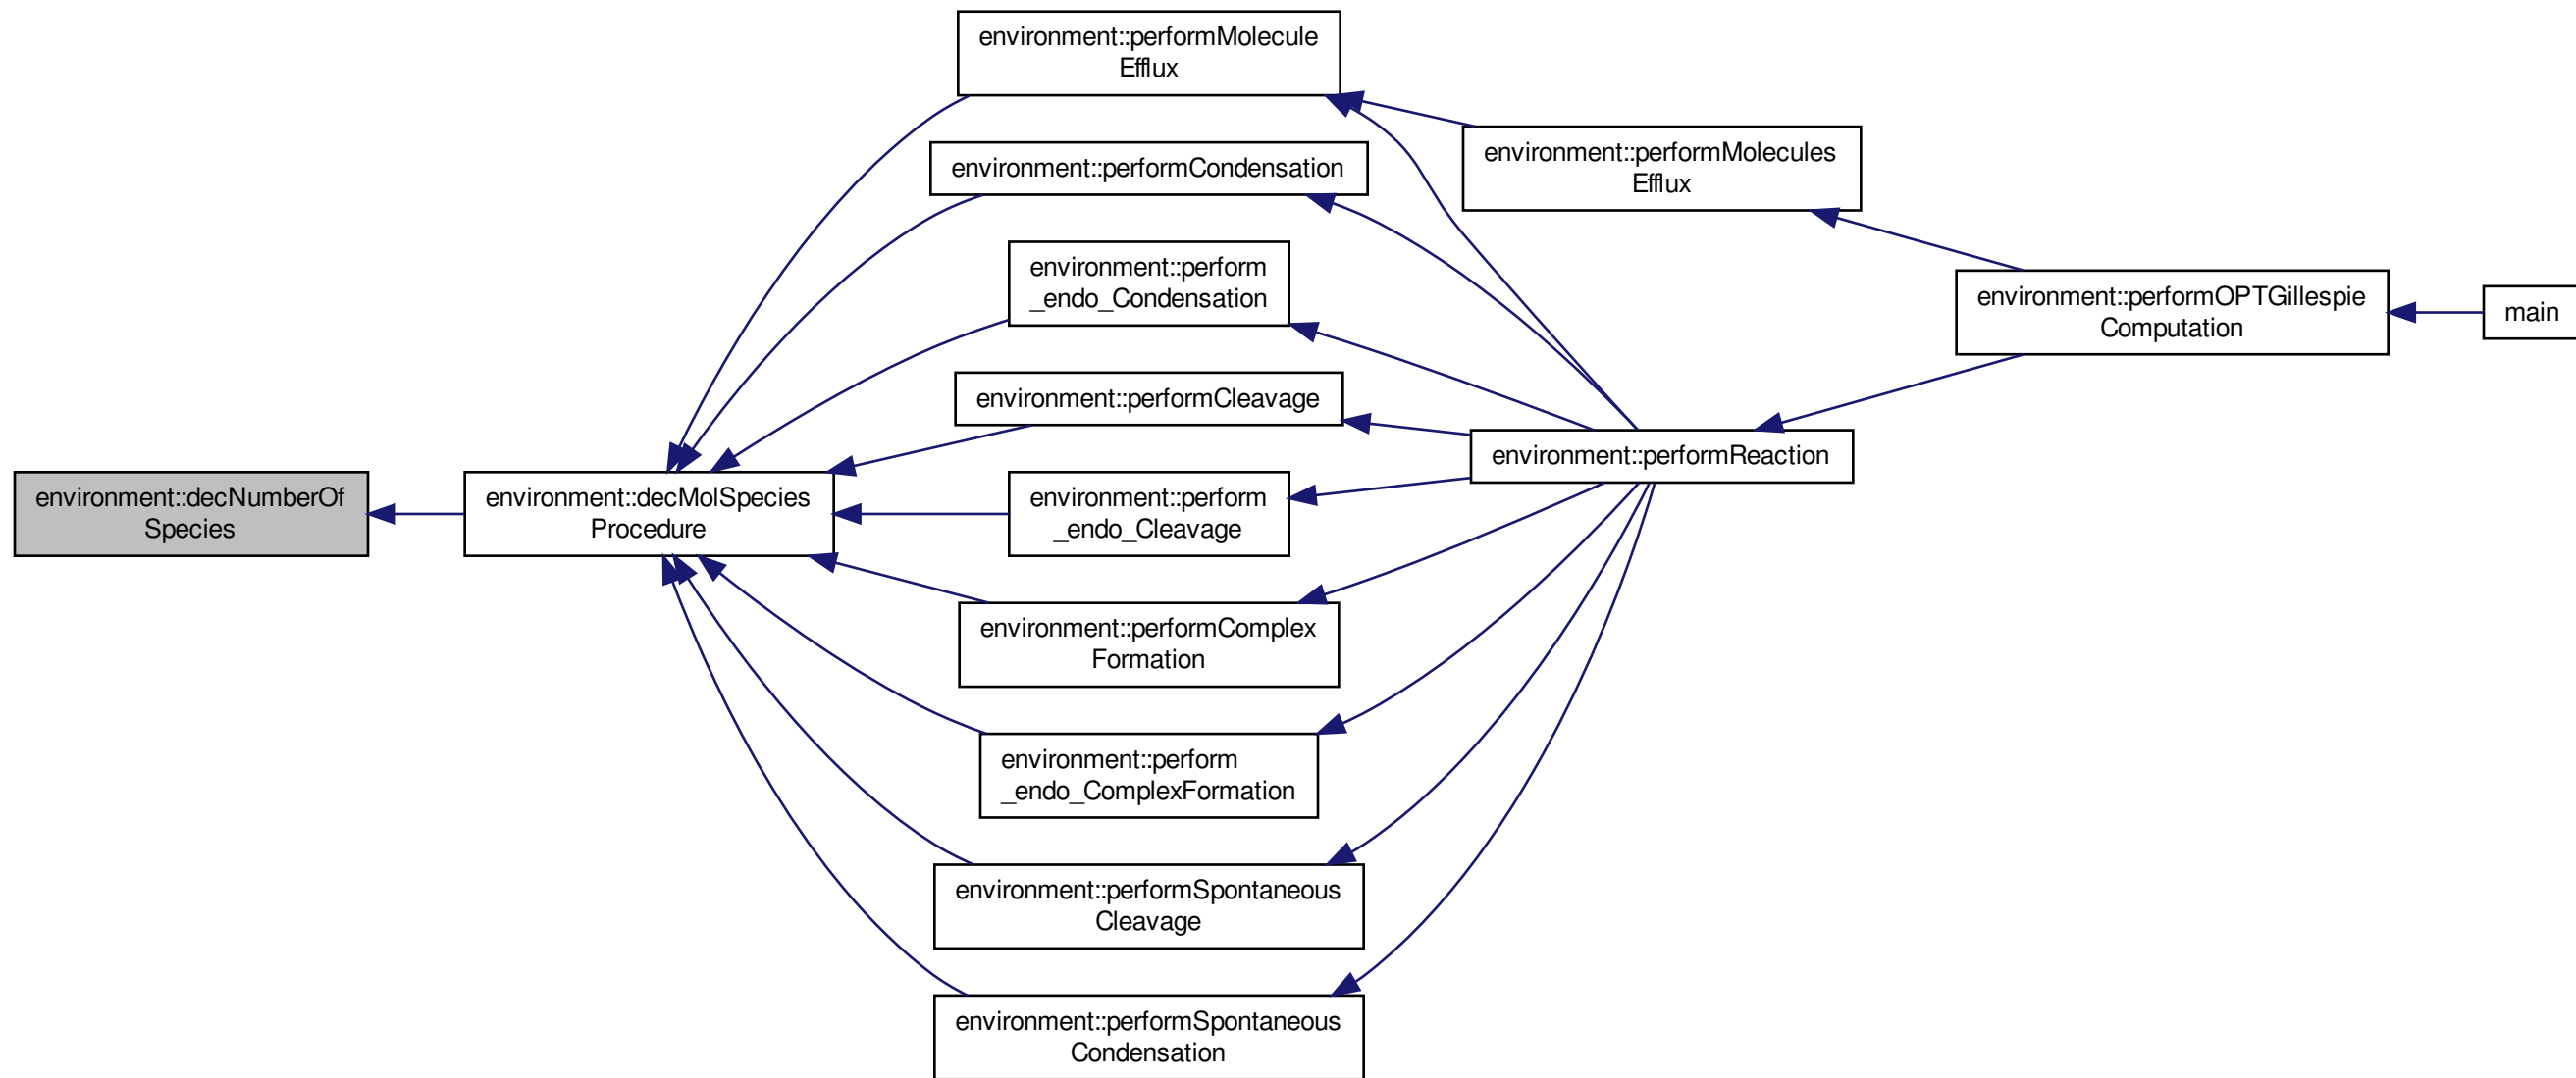 environment::performMolecule
Efflux
environment::performCondensation
environment::performMolecules
Efflux
environment::perform
_endo_Condensation
environment::performOPTGillespie
Computation
main
environment::performCleavage
environment::performReaction
environment::decNumberOf
Species
environment::decMolSpecies
Procedure
environment::perform
_endo_Cleavage
environment::performComplex
Formation
environment::perform
_endo_ComplexFormation
environment::performSpontaneous
Cleavage
environment::performSpontaneous
Condensation